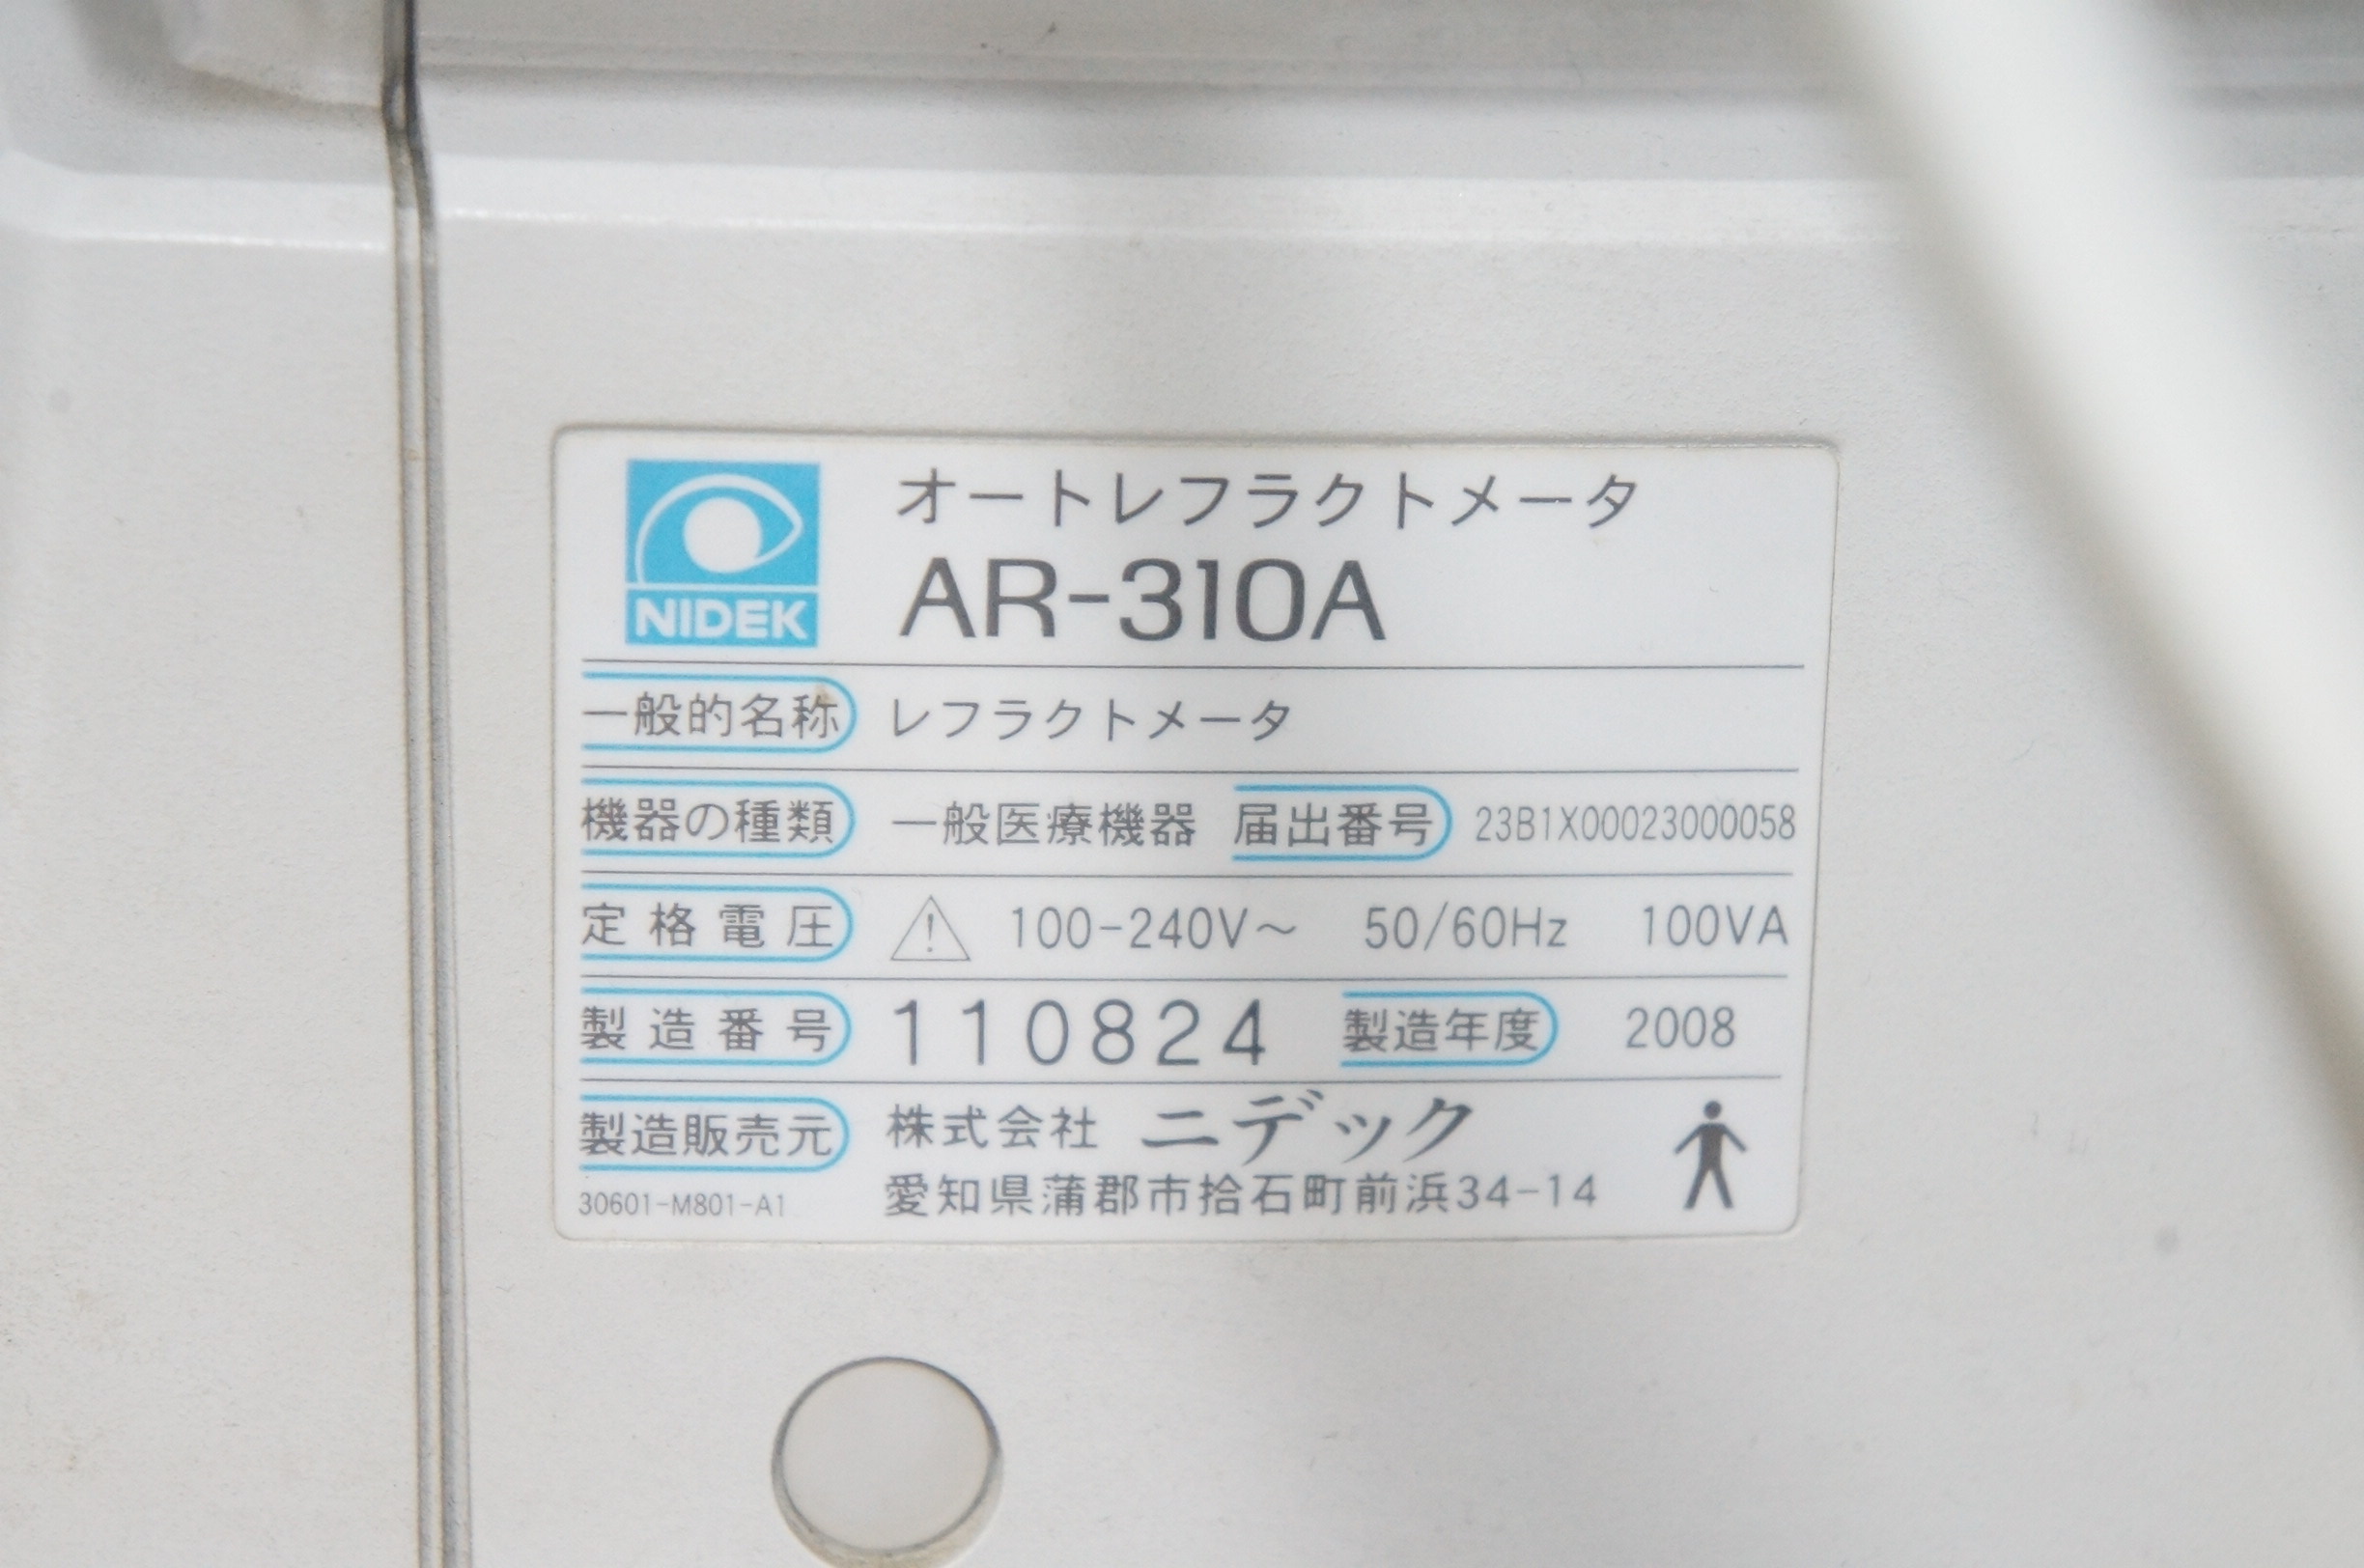 NIDEK
オートレフラクトメータ
AR-310A
一般的名称 レフラクトメータ
機器の種類 一般医療機器 届出番号 23B1X00023000058
定格電圧 100-240V～ 50/60Hz 100VA
製造番号 110824 製造年度 2008
製造販売元 株式会社 ニデック
30601-M801-A1 愛知県蒲郡市拾石町前浜34-14